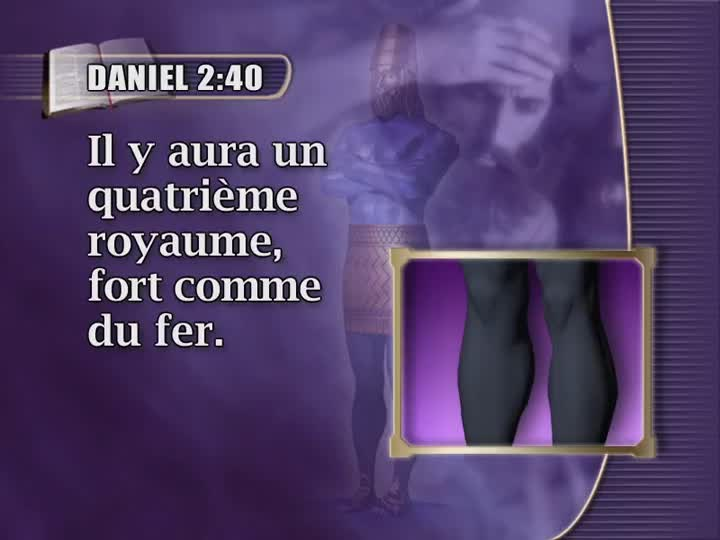 DANIEL 2:40
Il y aura un
quatrième
royaume,
fort comme
du fer.